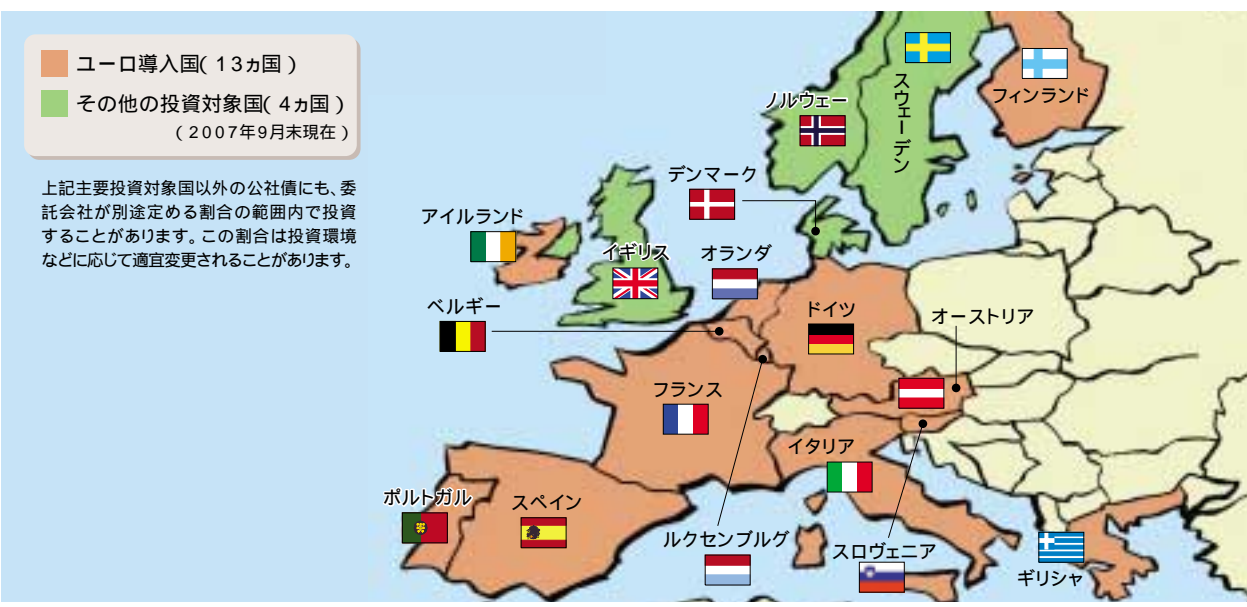 ユーロ導入国(13ヵ国)
その他の投資対象国(4ヵ国)
(2007年9月末現在)
上記主要投資対象国以外の公社債にも、委
託会社が別途定める割合の範囲内で投資
することがあります。この割合は投資環境
などに応じて適宜変更されることがあります。
スウェーデン
フィンランド
ノルウェー
デンマーク
アイルランド
イギリス
オランダ
ベルギー
ドイツ
オーストリア
フランス
イタリア
ポルトガル
スペイン
ルクセンブルグ
スロヴェニア
ギリシャ